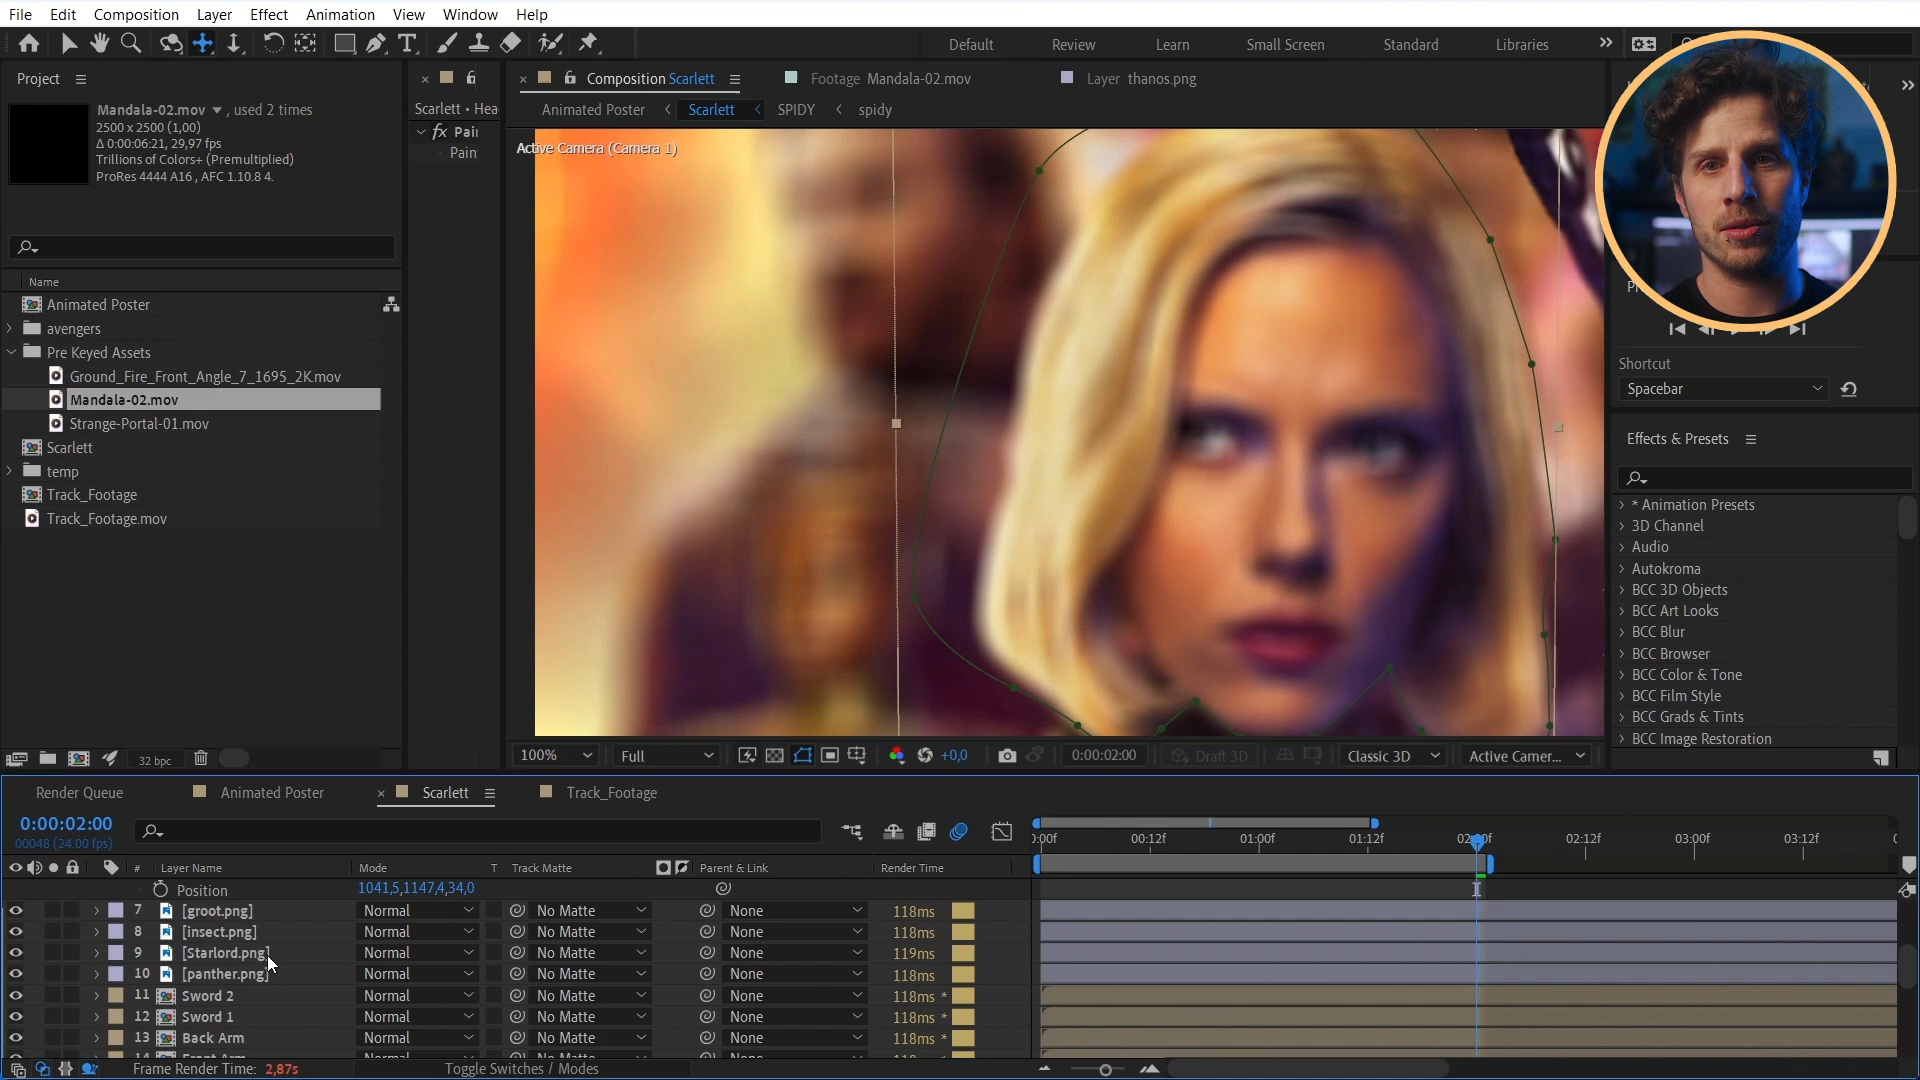 File Edit Composition Layer Effect Animation View Window Help
Default Review Learn Small Screen Standard Libraries
Project
Mandala-02.mov , used 2 times
2500 x 2500 (1,00)
Δ 0:00:06:21, 29,97 fps
Trillions of Colors+ (Premultiplied)
ProRes 4444 A16 , AFC 1.10.8 4.
Name
Animated Poster
avengers
Pre Keyed Assets
Ground_Fire_Front_Angle_7_1695_2K.mov
Mandala-02.mov
Strange-Portal-01.mov
Scarlett
temp
Track_Footage
Track_Footage.mov
32 bpc
Scarlett • Hea
fx Pai
Pain
Composition Scarlett Footage Mandala-02.mov Layer thanos.png
Animated Poster Scarlett SPIDY spidy
Active Camera (Camera 1)
100% Full +0,0 0:00:02:00 Draft 3D Classic 3D Active Camer...
Shortcut
Spacebar
Effects & Presets
* Animation Presets
3D Channel
Audio
Autokroma
BCC 3D Objects
BCC Art Looks
BCC Blur
BCC Browser
BCC Color & Tone
BCC Film Style
BCC Grads & Tints
BCC Image Restoration
Render Queue Animated Poster Scarlett Track_Footage
0:00:02:00
00048 (24.00 fps)
:00f 00:12f 01:00f 01:12f 02:00f 02:12f 03:00f 03:12f
# Layer Name Mode T Track Matte Parent & Link Render Time
Position 1041,5,1147,4,34,0
7 [groot.png] Normal No Matte None 118ms
8 [insect.png] Normal No Matte None 118ms
9 [Starlord.png] Normal No Matte None 119ms
10 [panther.png] Normal No Matte None 118ms
11 Sword 2 Normal No Matte None 118ms *
12 Sword 1 Normal No Matte None 118ms *
13 Back Arm Normal No Matte None 118ms *
14 Front Arm Normal No Matte None
Frame Render Time: 2,87s Toggle Switches / Modes